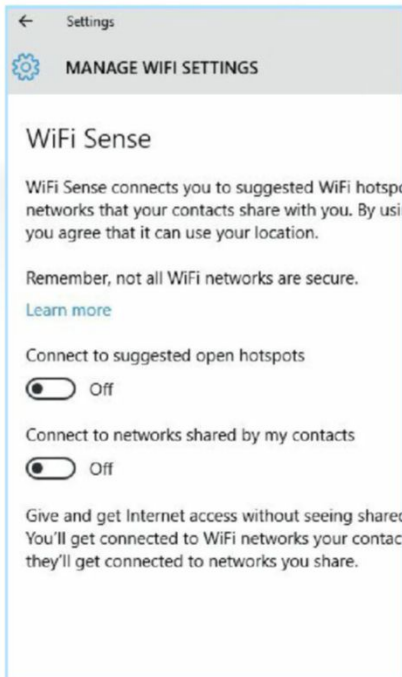 Settings
MANAGE WIFI SETTINGS
WiFi Sense
WiFi Sense connects you to suggested WiFi hotspo
networks that your contacts share with you. By usi
you agree that it can use your location.
Remember, not all WiFi networks are secure.
Learn more
Connect to suggested open hotspots
Off
Connect to networks shared by my contacts
Off
Give and get Internet access without seeing shared
You'll get connected to WiFi networks your contac
they'll get connected to networks you share.